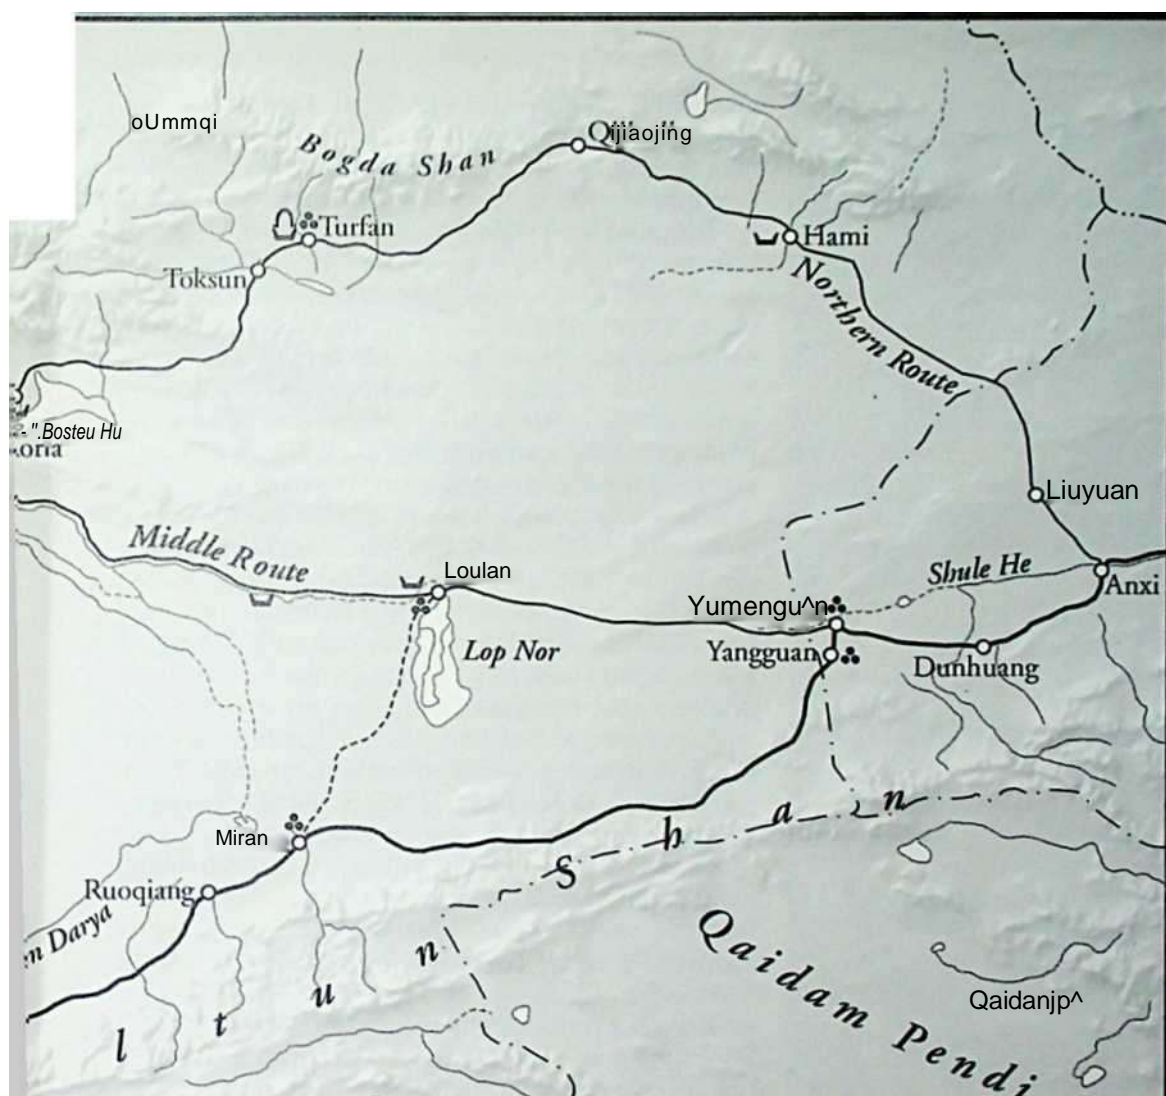 oUmmqi
Qijiaojing
Bogda Shan
Turfan
Hami
Toksun
Northern Route
- ".Bosteu Hu
Liuyuan
Middle Route
Loulan
Shule He
Anxi
Yumengu^n
Lop Nor
Yangguan
Dunhuang
l t u n S h a n
Miran
Ruoqiang
en Darya
Qaidam Pendi
Qaidanjp^